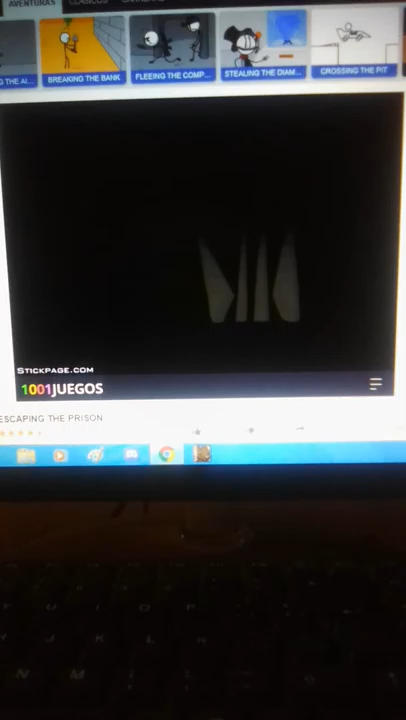 AVENTURAS
BREAKING THE BANK
FLEEING THE COMP...
STEALING THE DIAM...
CROSSING THE PIT
STICKPAGE.COM
1001JUEGOS
ESCAPING THE PRISON